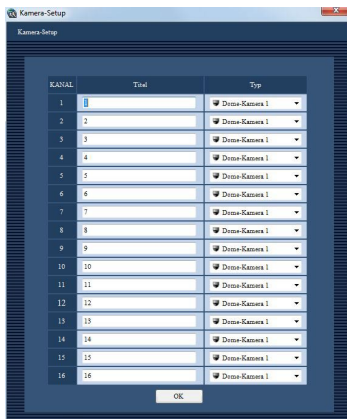 Kamera-Setup
Kamera-Setup
KANAL Titel Typ
1 1 Dome-Kamera 1
2 2 Dome-Kamera 1
3 3 Dome-Kamera 1
4 4 Dome-Kamera 1
5 5 Dome-Kamera 1
6 6 Dome-Kamera 1
7 7 Dome-Kamera 1
8 8 Dome-Kamera 1
9 9 Dome-Kamera 1
10 10 Dome-Kamera 1
11 11 Dome-Kamera 1
12 12 Dome-Kamera 1
13 13 Dome-Kamera 1
14 14 Dome-Kamera 1
15 15 Dome-Kamera 1
16 16 Dome-Kamera 1
OK